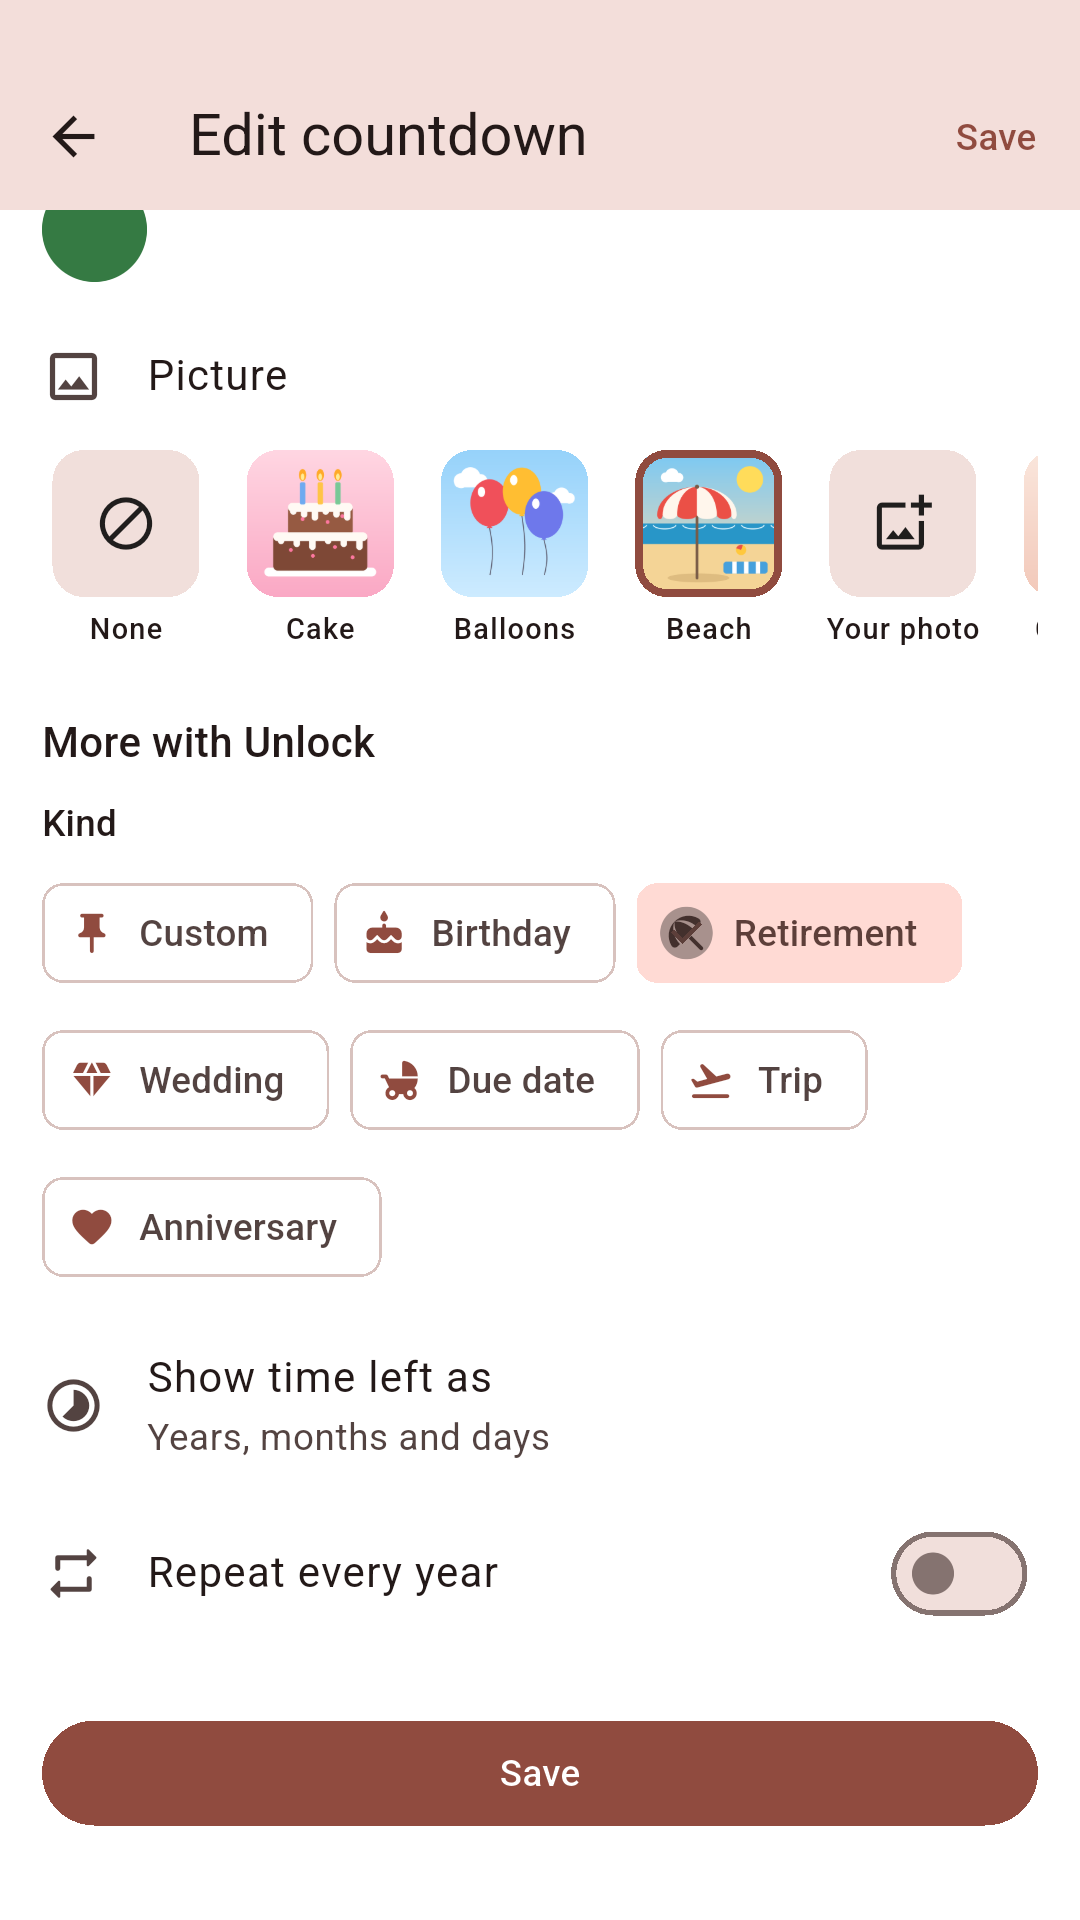 Edit countdown
Save
Picture
None
Cake
Balloons
Beach
Your photo
More with Unlock
Kind
Custom
Birthday
Retirement
Wedding
Due date
Trip
Anniversary
Show time left as
Years, months and days
Repeat every year
Save